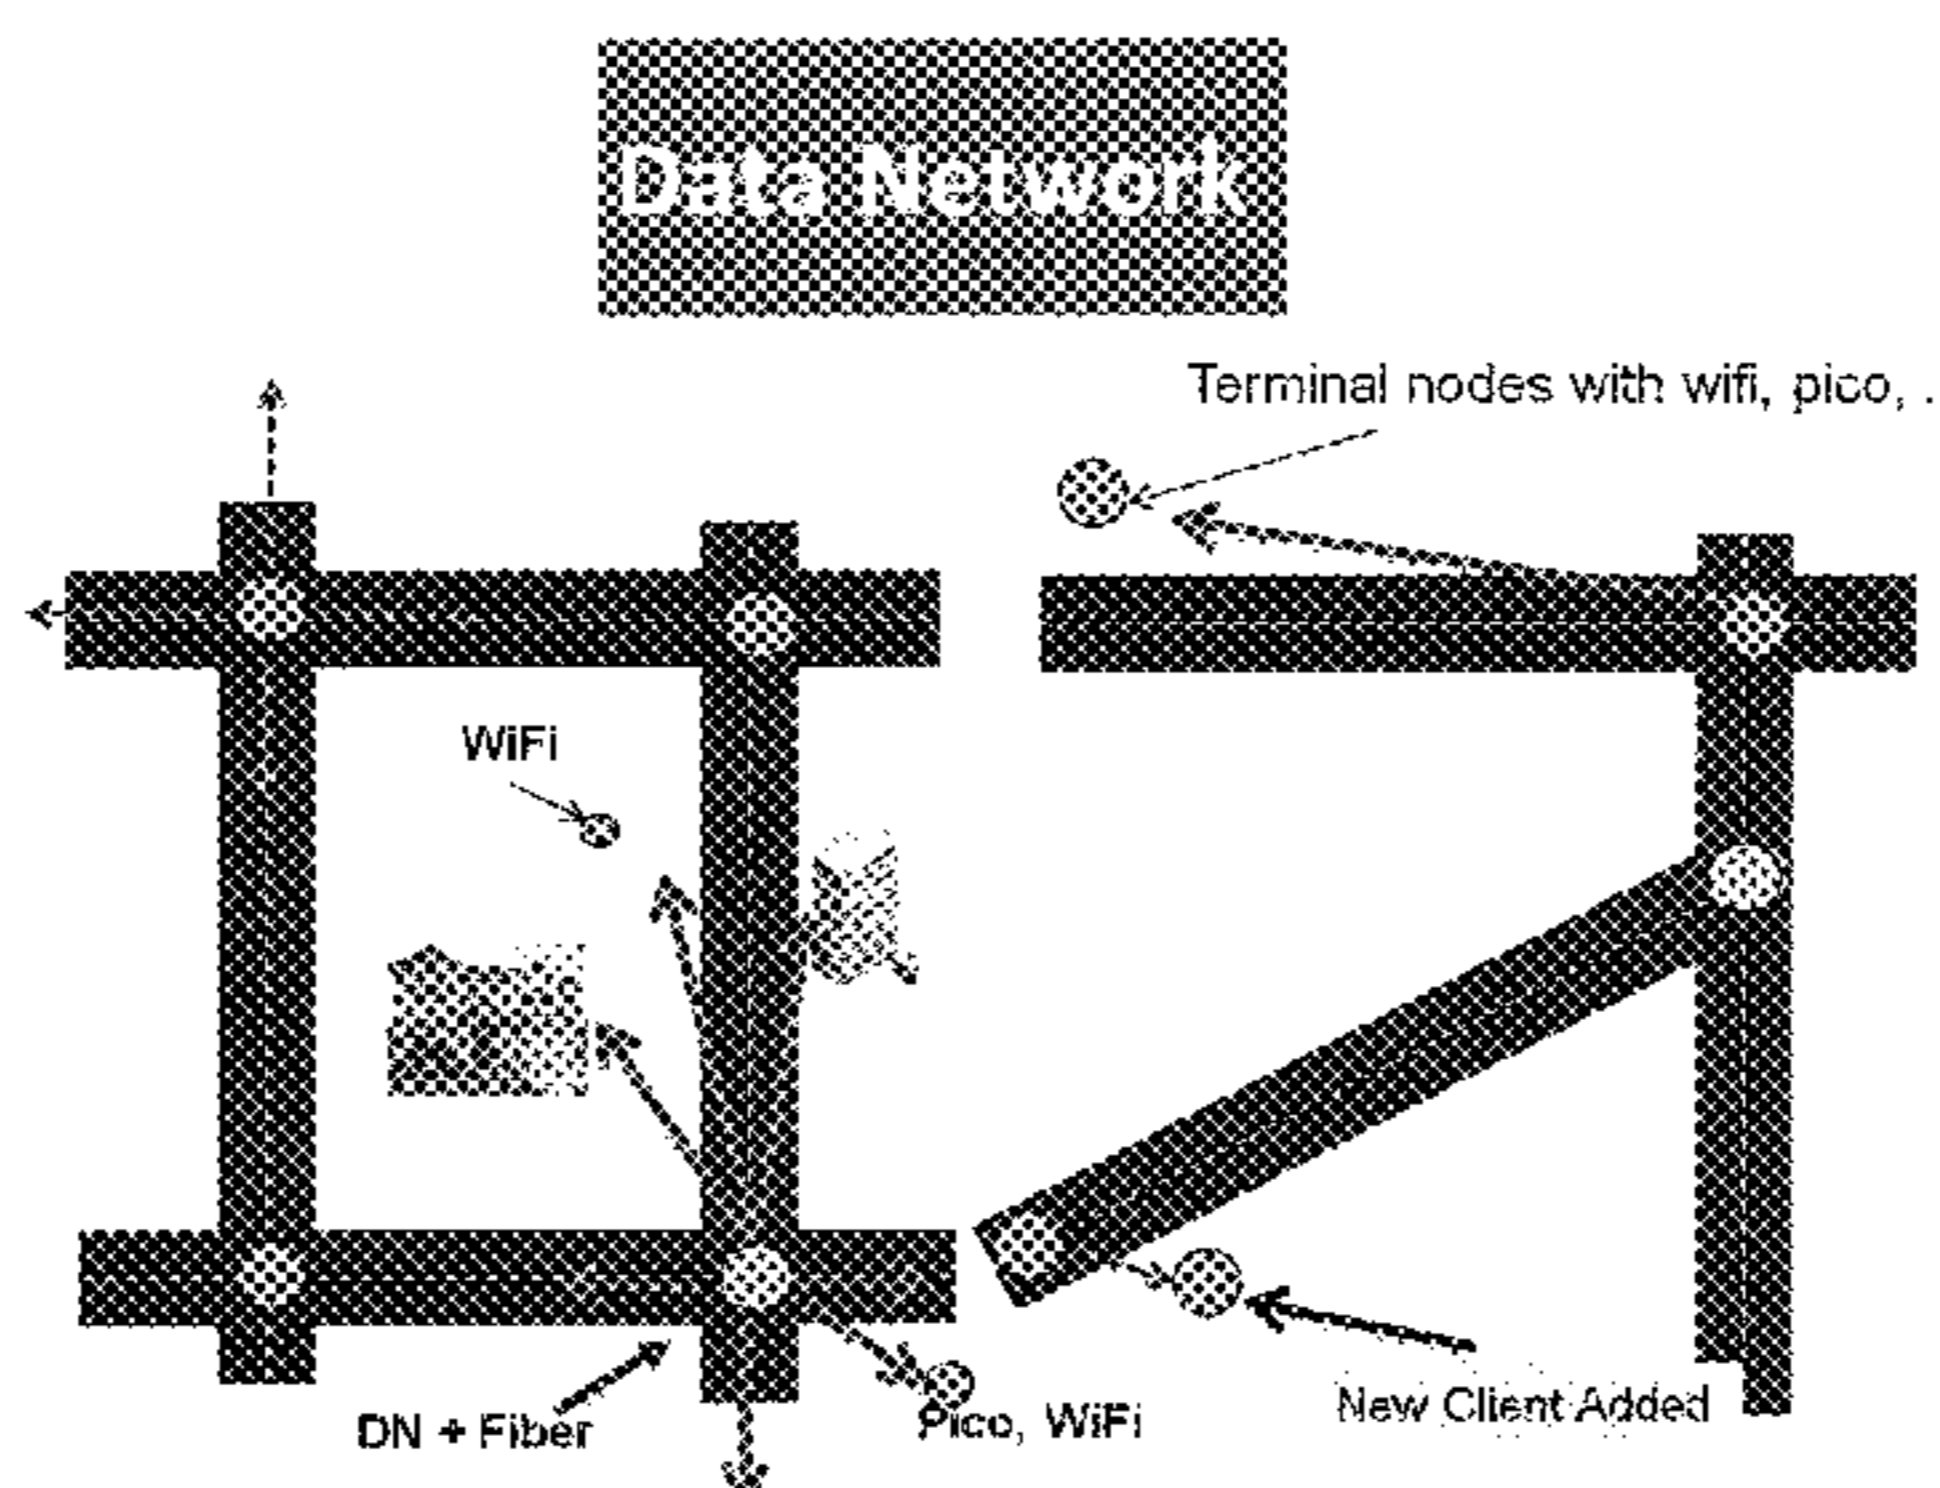 Data Network
Terminal nodes with wifi, pico, .
WiFi
DN + Fiber
Pico, WiFi
New Client Added